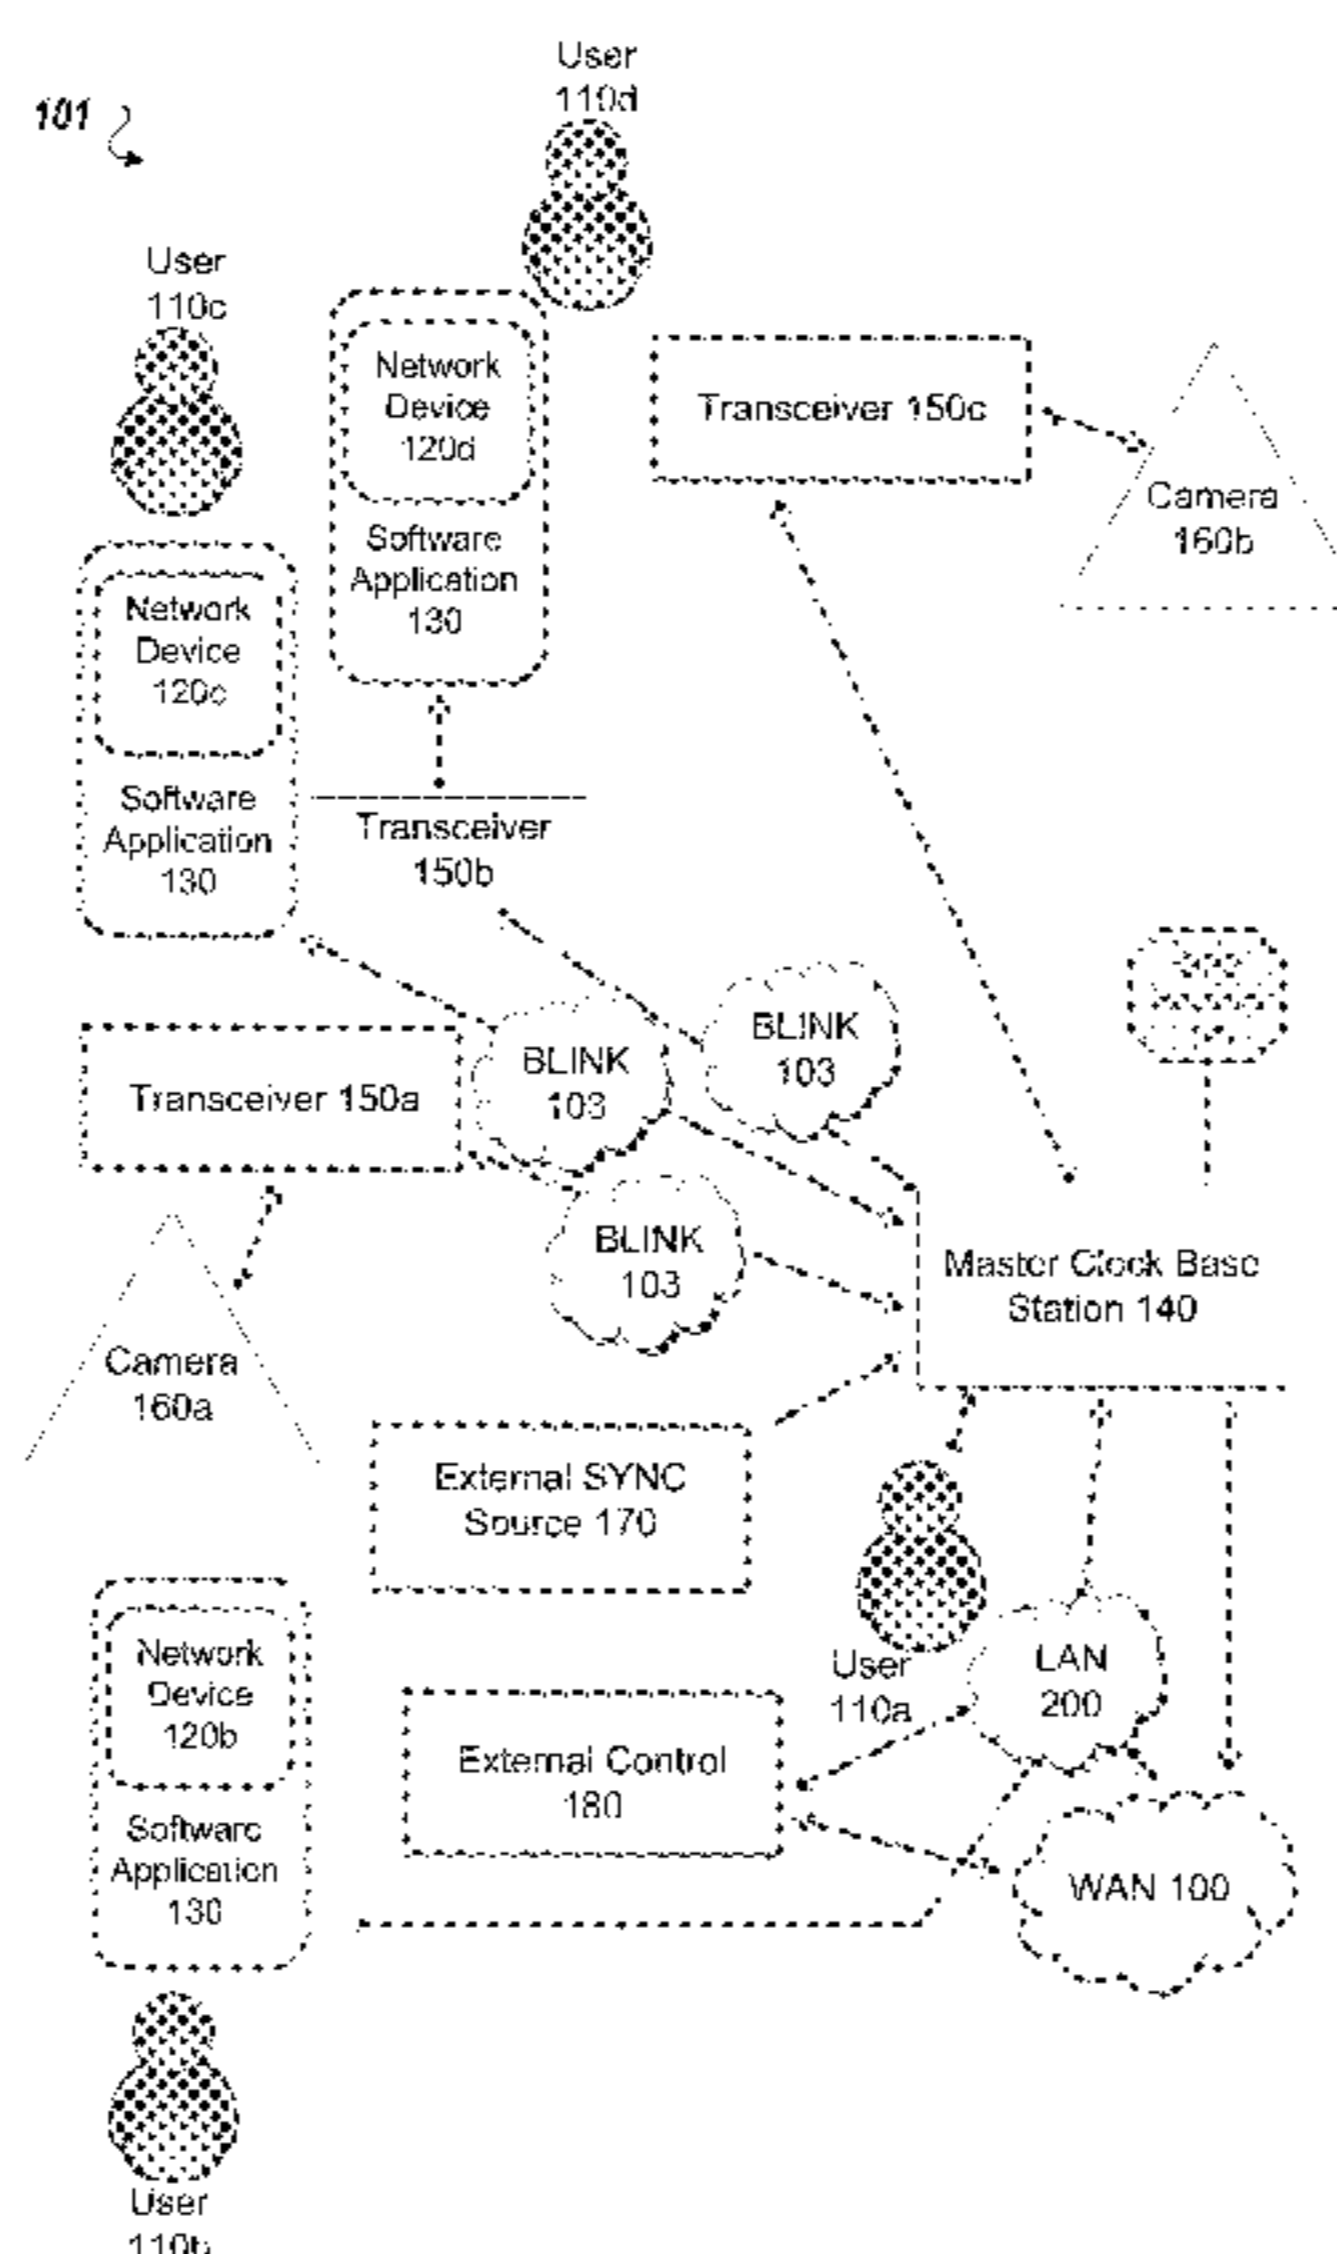 101
User
110d
User
110c
Network
Device
120d
Software
Application
130
Transceiver 150c
Camera
160b
Network
Device
120c
Software
Application
130
Transceiver
150b
BLINK
103
BLINK
103
Transceiver 150a
BLINK
103
Master Clock Base
Station 140
Camera
160a
External SYNC
Source 170
User
110a
LAN
200
Network
Device
120b
Software
Application
130
External Control
180
WAN 100
User
110b